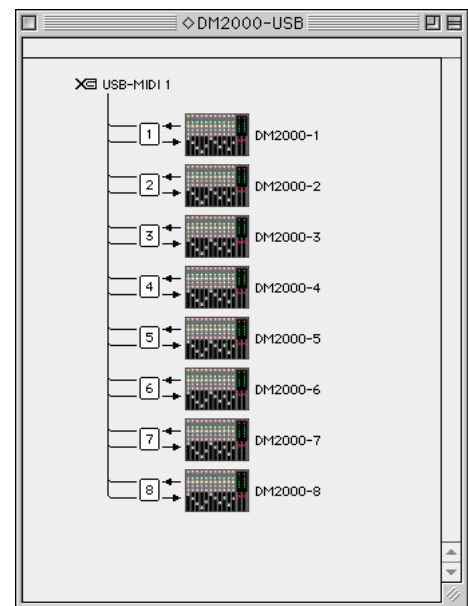 ◇DM2000-USB
USB-MIDI 1
1 DM2000-1
2 DM2000-2
3 DM2000-3
4 DM2000-4
5 DM2000-5
6 DM2000-6
7 DM2000-7
8 DM2000-8